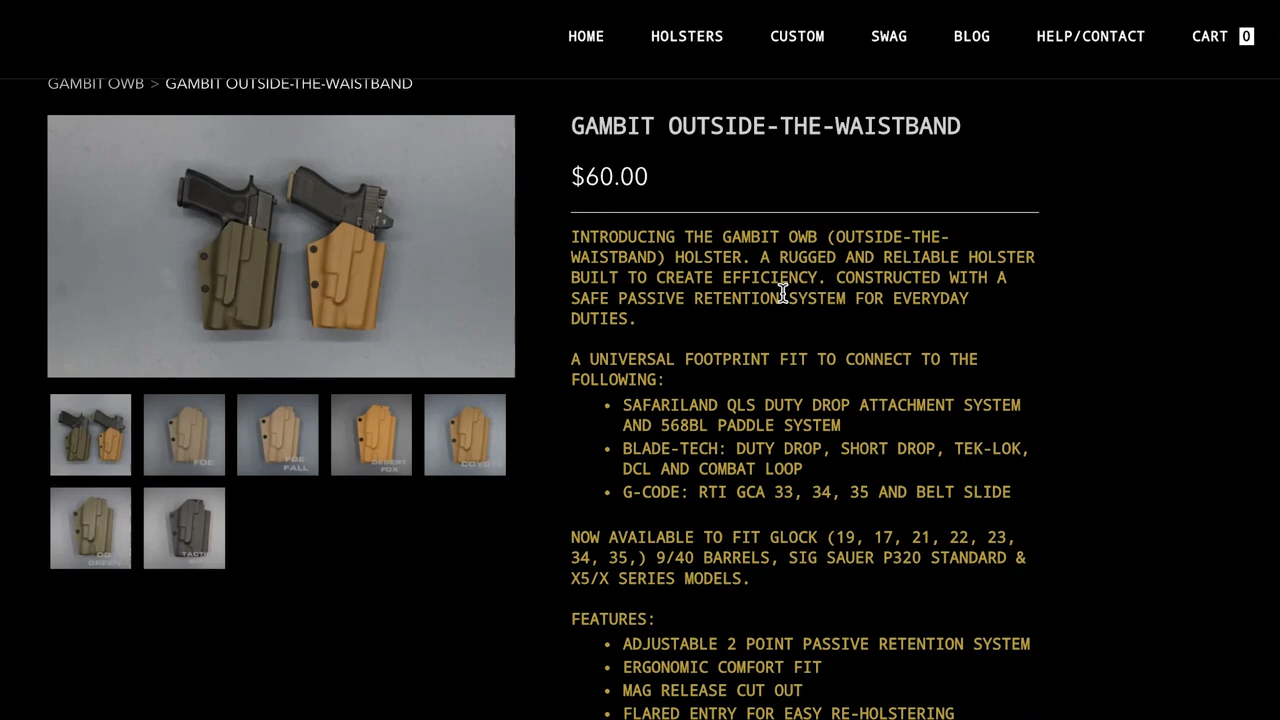 HOME HOLSTERS CUSTOM SWAG BLOG HELP/CONTACT CART 0
GAMBIT OWB > GAMBIT OUTSIDE-THE-WAISTBAND
GAMBIT OUTSIDE-THE-WAISTBAND
$60.00
INTRODUCING THE GAMBIT OWB (OUTSIDE-THE-
WAISTBAND) HOLSTER. A RUGGED AND RELIABLE HOLSTER
BUILT TO CREATE EFFICIENCY. CONSTRUCTED WITH A
SAFE PASSIVE RETENTION SYSTEM FOR EVERYDAY
DUTIES.
A UNIVERSAL FOOTPRINT FIT TO CONNECT TO THE
FOLLOWING:
• SAFARILAND QLS DUTY DROP ATTACHMENT SYSTEM
AND 568BL PADDLE SYSTEM
• BLADE-TECH: DUTY DROP, SHORT DROP, TEK-LOK,
DCL AND COMBAT LOOP
• G-CODE: RTI GCA 33, 34, 35 AND BELT SLIDE
NOW AVAILABLE TO FIT GLOCK (19, 17, 21, 22, 23,
34, 35,) 9/40 BARRELS, SIG SAUER P320 STANDARD &
X5/X SERIES MODELS.
FEATURES:
• ADJUSTABLE 2 POINT PASSIVE RETENTION SYSTEM
• ERGONOMIC COMFORT FIT
• MAG RELEASE CUT OUT
• FLARED ENTRY FOR EASY RE-HOLSTERING
FDE
FDE
FALL
DESERT
FOX
COYOTE
OD
GREEN